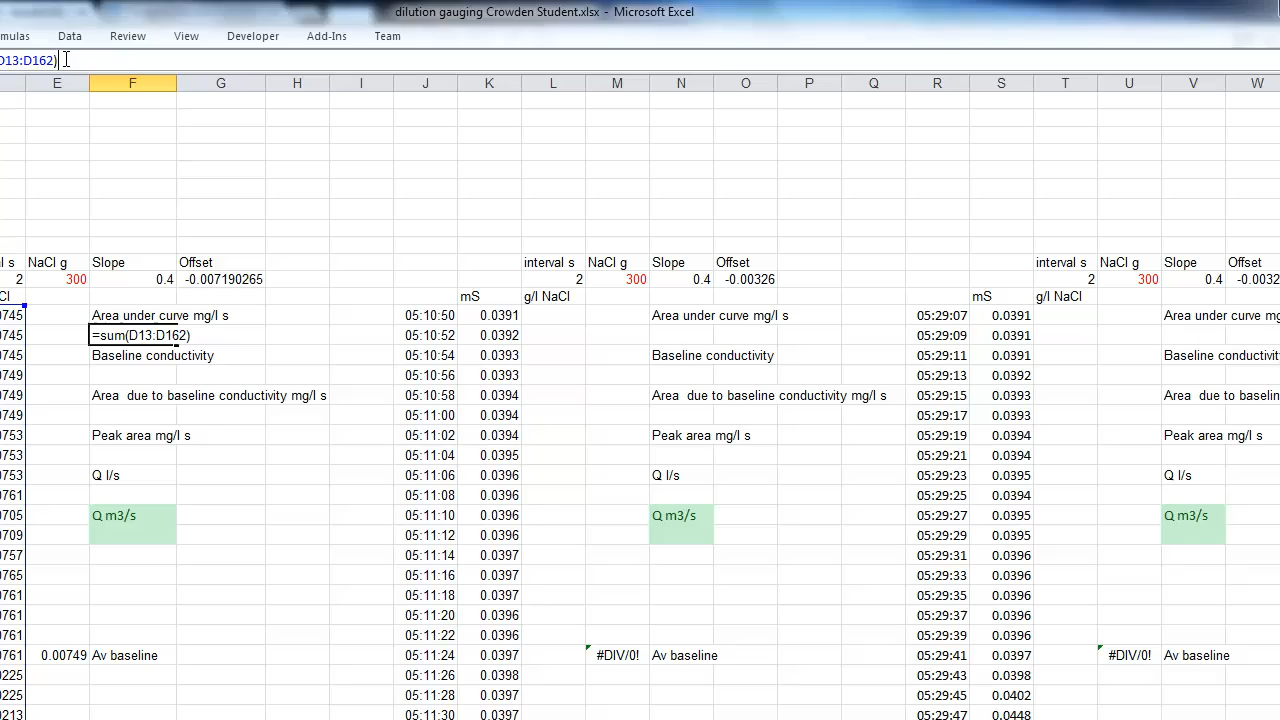 dilution gauging Crowden Student.xlsx - Microsoft Excel
mulas Data Review View Developer Add-Ins Team
D13:D162)
E F G H I J K L M N O P Q R S T U V W
l s NaCl g Slope Offset interval s NaCl g Slope Offset interval s NaCl g Slope Offset
2 300 0.4 -0.007190265 2 300 0.4 -0.00326 2 300 0.4 -0.0032
Cl mS g/l NaCl mS g/l NaCl
0745 Area under curve mg/l s 05:10:50 0.0391 Area under curve mg/l s 05:29:07 0.0391 Area under curve mg
0745 =sum(D13:D162) 05:10:52 0.0392 05:29:09 0.0391
0745 Baseline conductivity 05:10:54 0.0393 Baseline conductivity 05:29:11 0.0391 Baseline conductivit
0749 05:10:56 0.0393 05:29:13 0.0392
0749 Area due to baseline conductivity mg/l s 05:10:58 0.0394 Area due to baseline conductivity mg/l s 05:29:15 0.0393 Area due to baselin
0749 05:11:00 0.0394 05:29:17 0.0393
0753 Peak area mg/l s 05:11:02 0.0394 Peak area mg/l s 05:29:19 0.0394 Peak area mg/l s
0753 05:11:04 0.0395 05:29:21 0.0394
0753 Q l/s 05:11:06 0.0396 Q l/s 05:29:23 0.0395 Q l/s
0761 05:11:08 0.0396 05:29:25 0.0394
0705 Q m3/s 05:11:10 0.0396 Q m3/s 05:29:27 0.0395 Q m3/s
0709 05:11:12 0.0396 05:29:29 0.0395
0757 05:11:14 0.0397 05:29:31 0.0396
0765 05:11:16 0.0397 05:29:33 0.0396
0761 05:11:18 0.0397 05:29:35 0.0396
0761 05:11:20 0.0396 05:29:37 0.0396
0761 05:11:22 0.0396 05:29:39 0.0396
0761 0.00749 Av baseline 05:11:24 0.0397 #DIV/0! Av baseline 05:29:41 0.0397 #DIV/0! Av baseline
0225 05:11:26 0.0398 05:29:43 0.0398
0225 05:11:28 0.0397 05:29:45 0.0402
0213 05:11:30 0.0397 05:29:47 0.0448